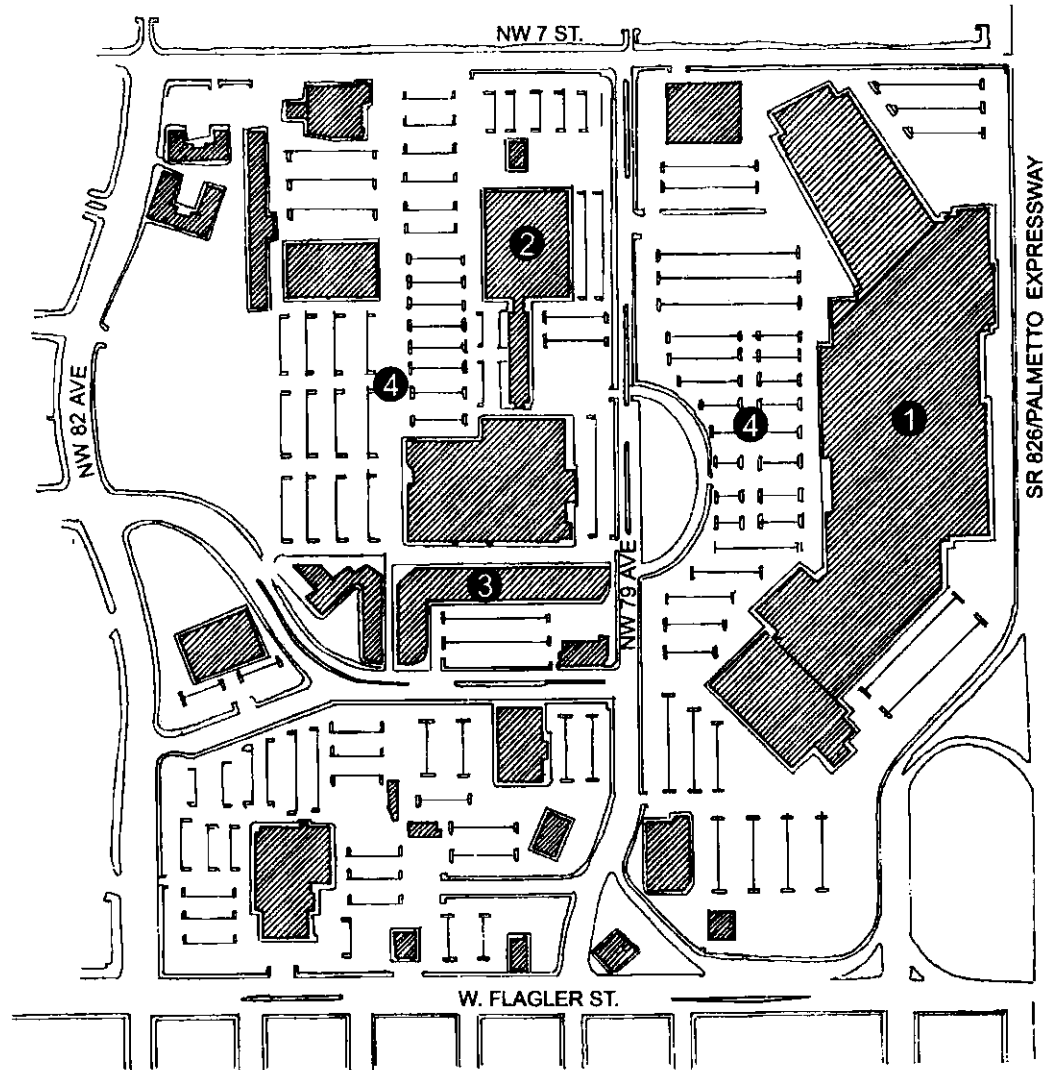 NW 7 ST.
2
SR 826/PALMETTO EXPRESSWAY
NW 82 AVE
4
4
1
NW 79 AVE
3
W. FLAGLER ST.